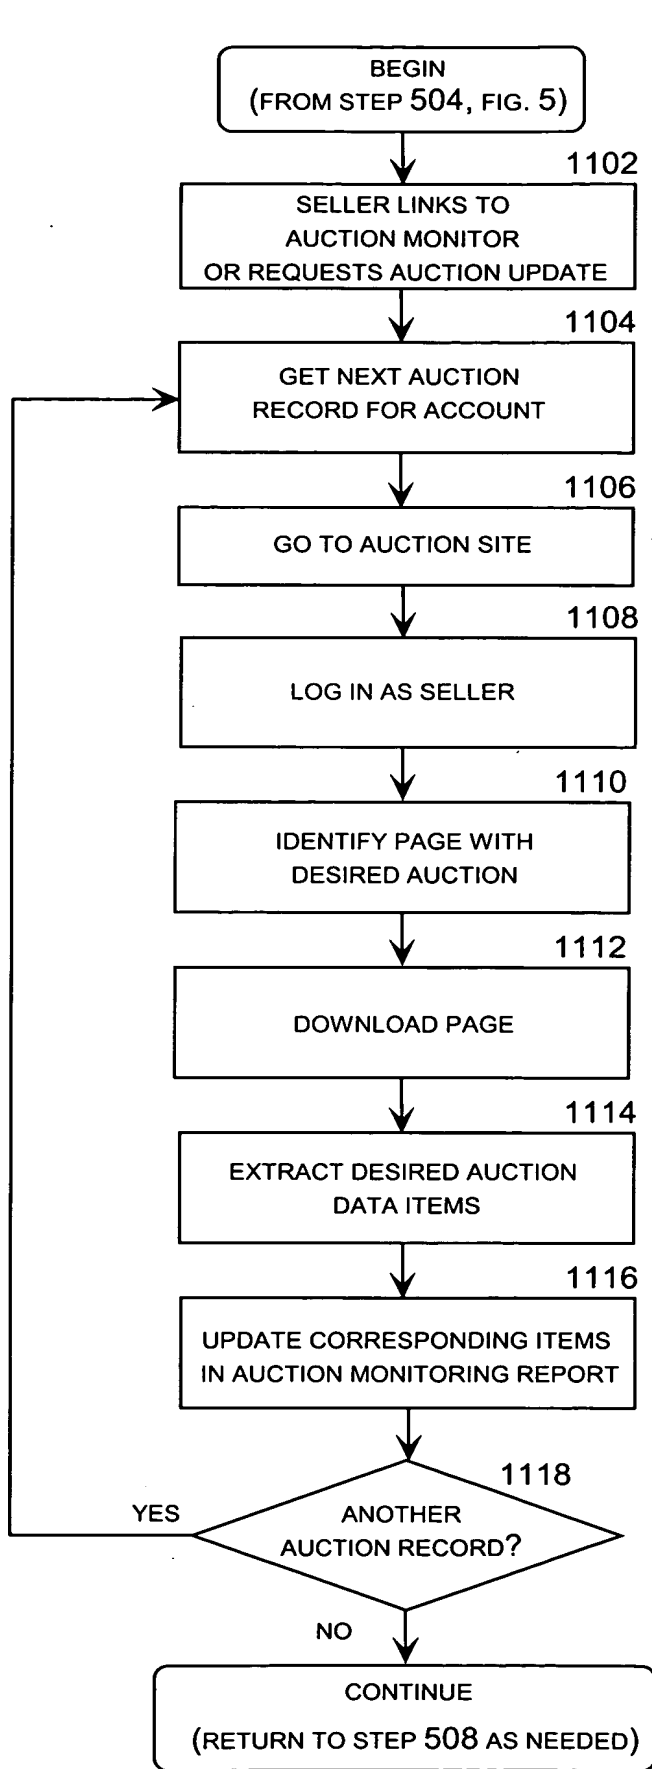 BEGIN
(FROM STEP 504, FIG. 5)
1102
SELLER LINKS TO
AUCTION MONITOR
OR REQUESTS AUCTION UPDATE
1104
GET NEXT AUCTION
RECORD FOR ACCOUNT
1106
GO TO AUCTION SITE
1108
LOG IN AS SELLER
1110
IDENTIFY PAGE WITH
DESIRED AUCTION
1112
DOWNLOAD PAGE
1114
EXTRACT DESIRED AUCTION
DATA ITEMS
1116
UPDATE CORRESPONDING ITEMS
IN AUCTION MONITORING REPORT
1118
YES
ANOTHER
AUCTION RECORD?
NO
CONTINUE
(RETURN TO STEP 508 AS NEEDED)